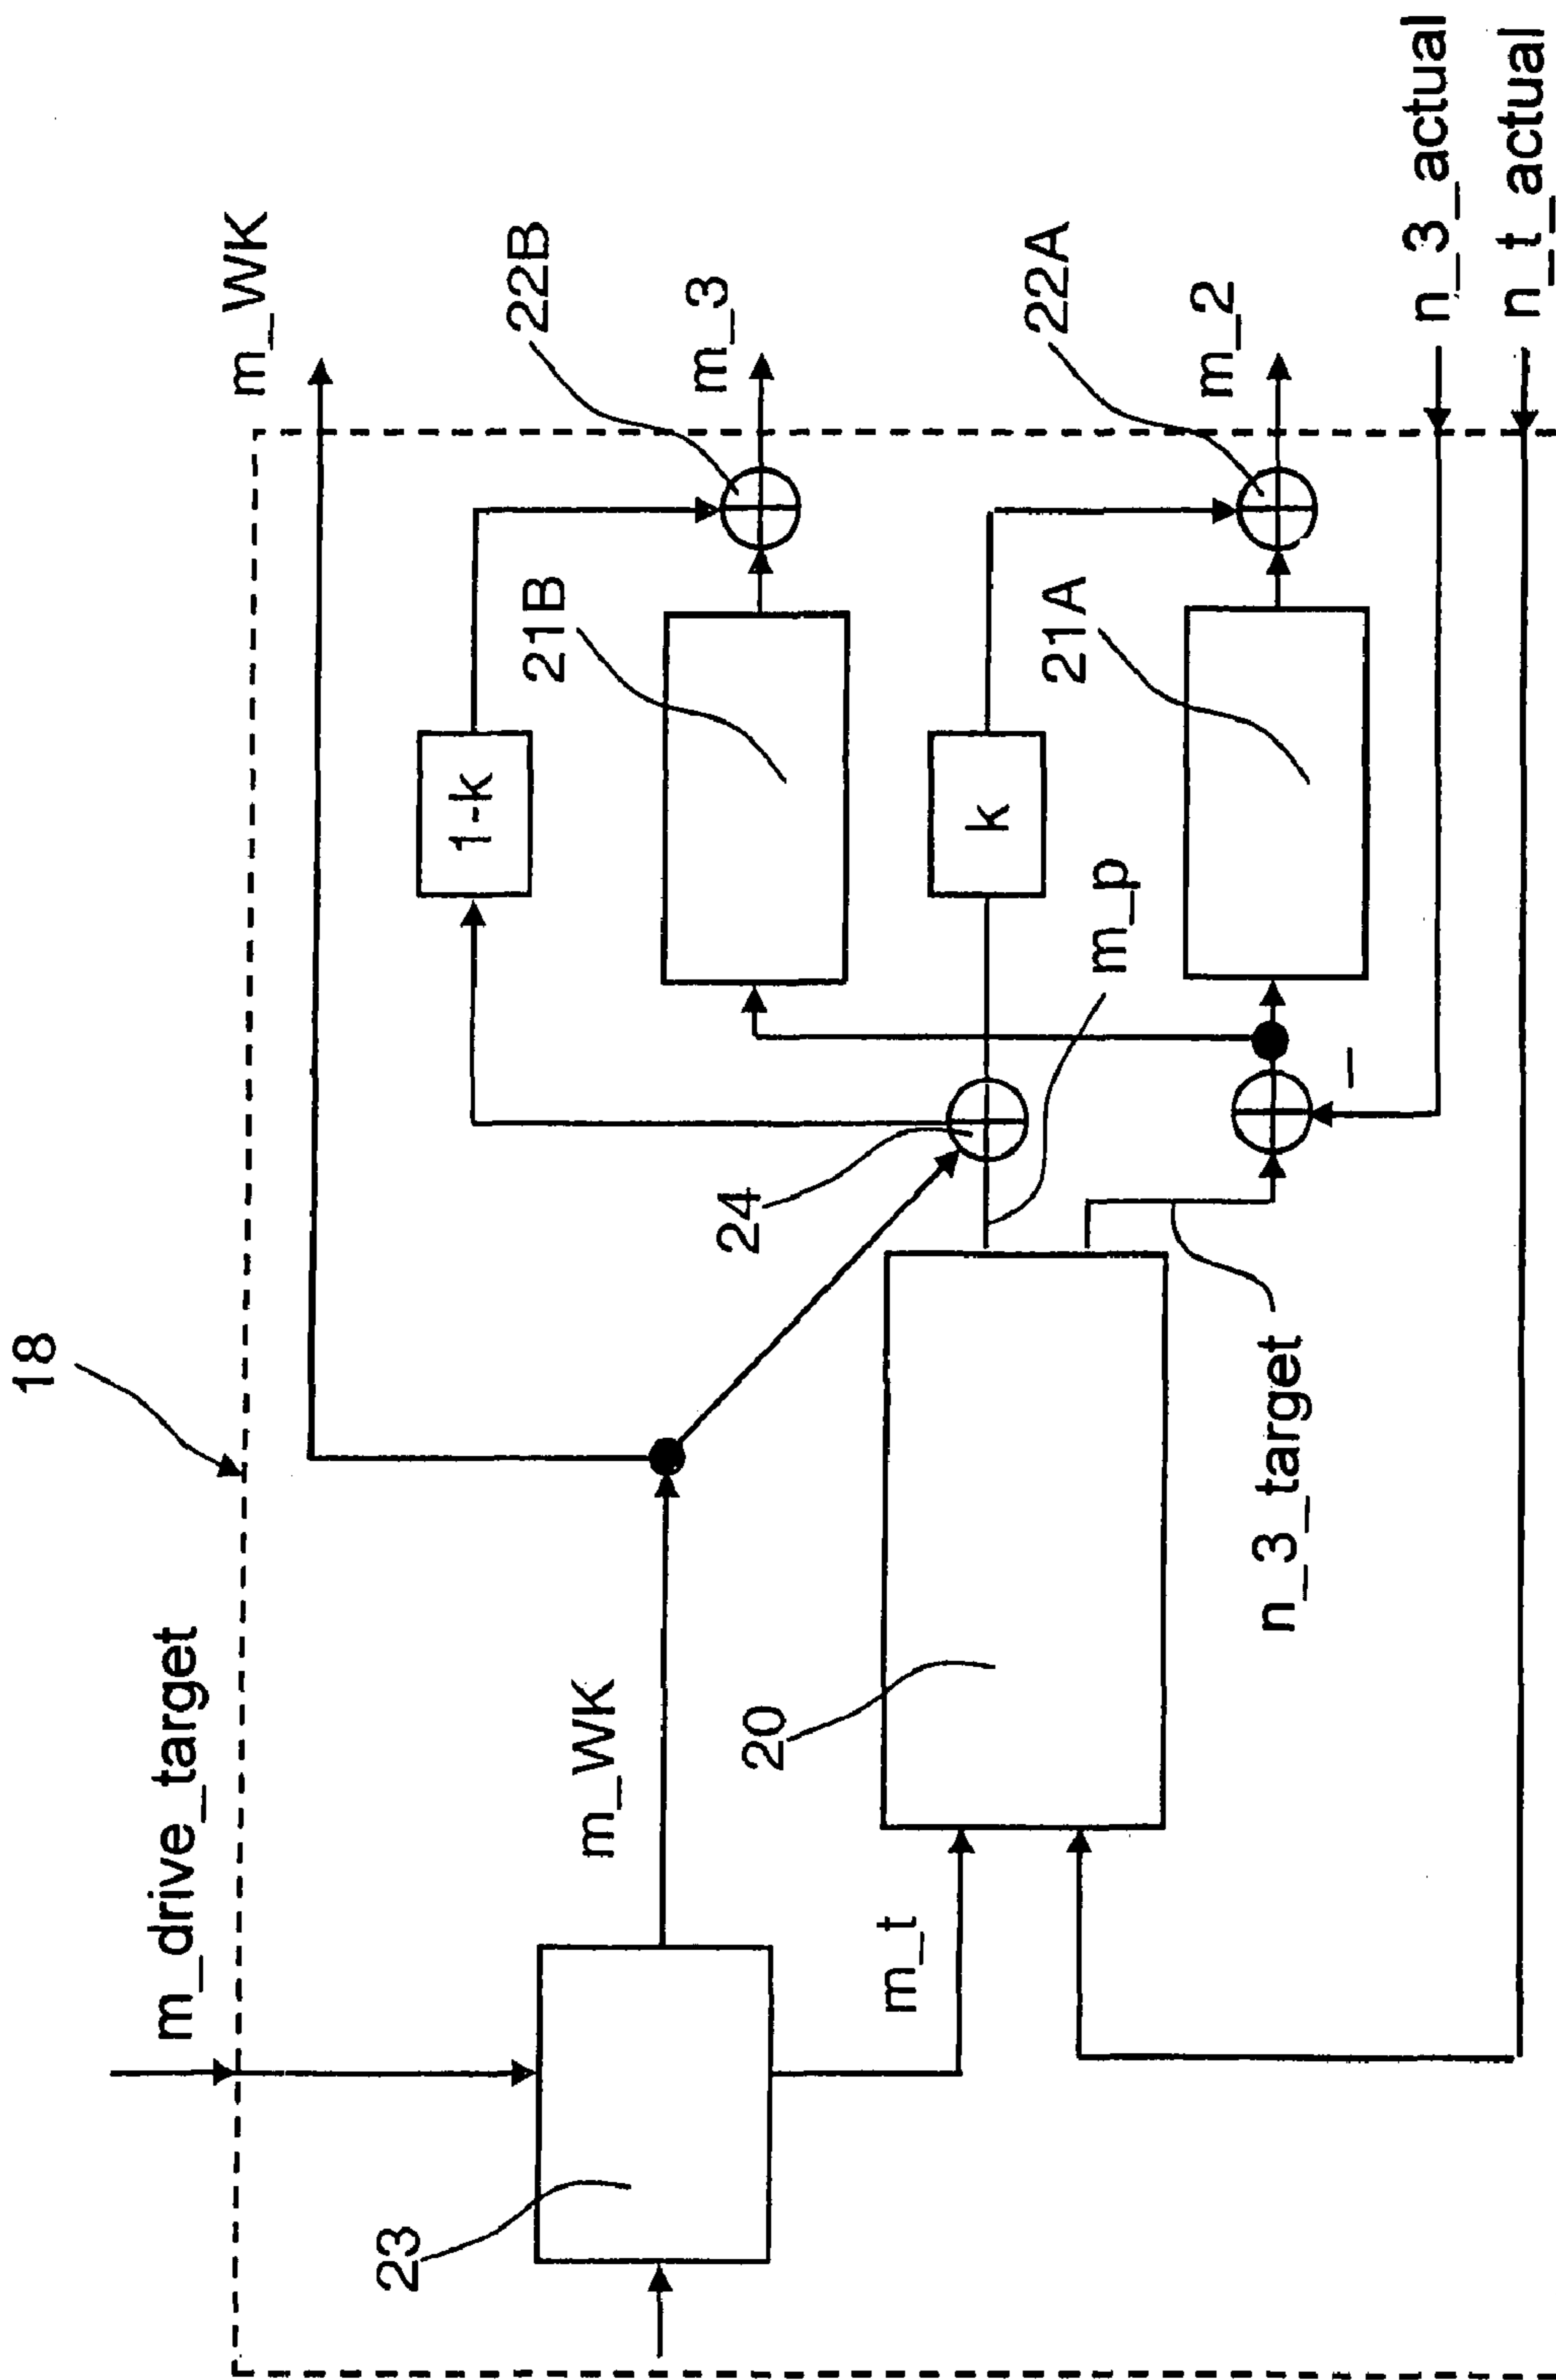 18
m_drive_target
m_WK
23
m_WK
1-k
22B
m_3
21B
24
20
m_t
k
m_p
22A
m_2
21A
n_3_target
–
n_3_actual
n_t_actual